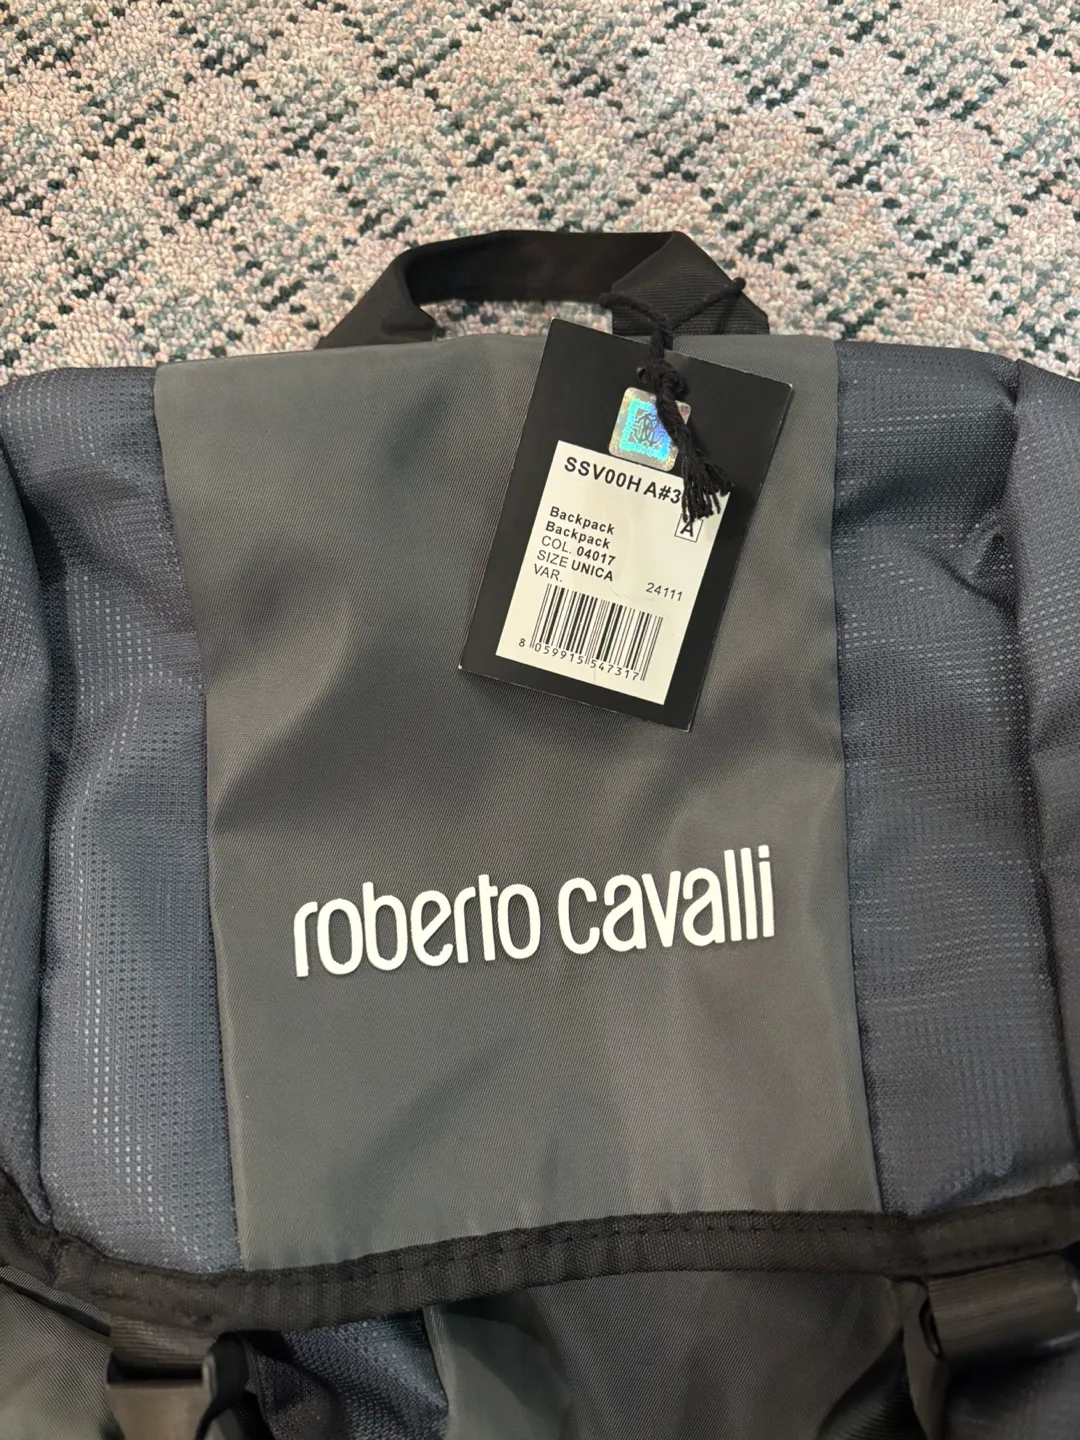 SSV00H A#3
A
Backpack
Backpack
COL. 04017
SIZE UNICA
VAR.
24111
8 059915 547317
roberto cavalli